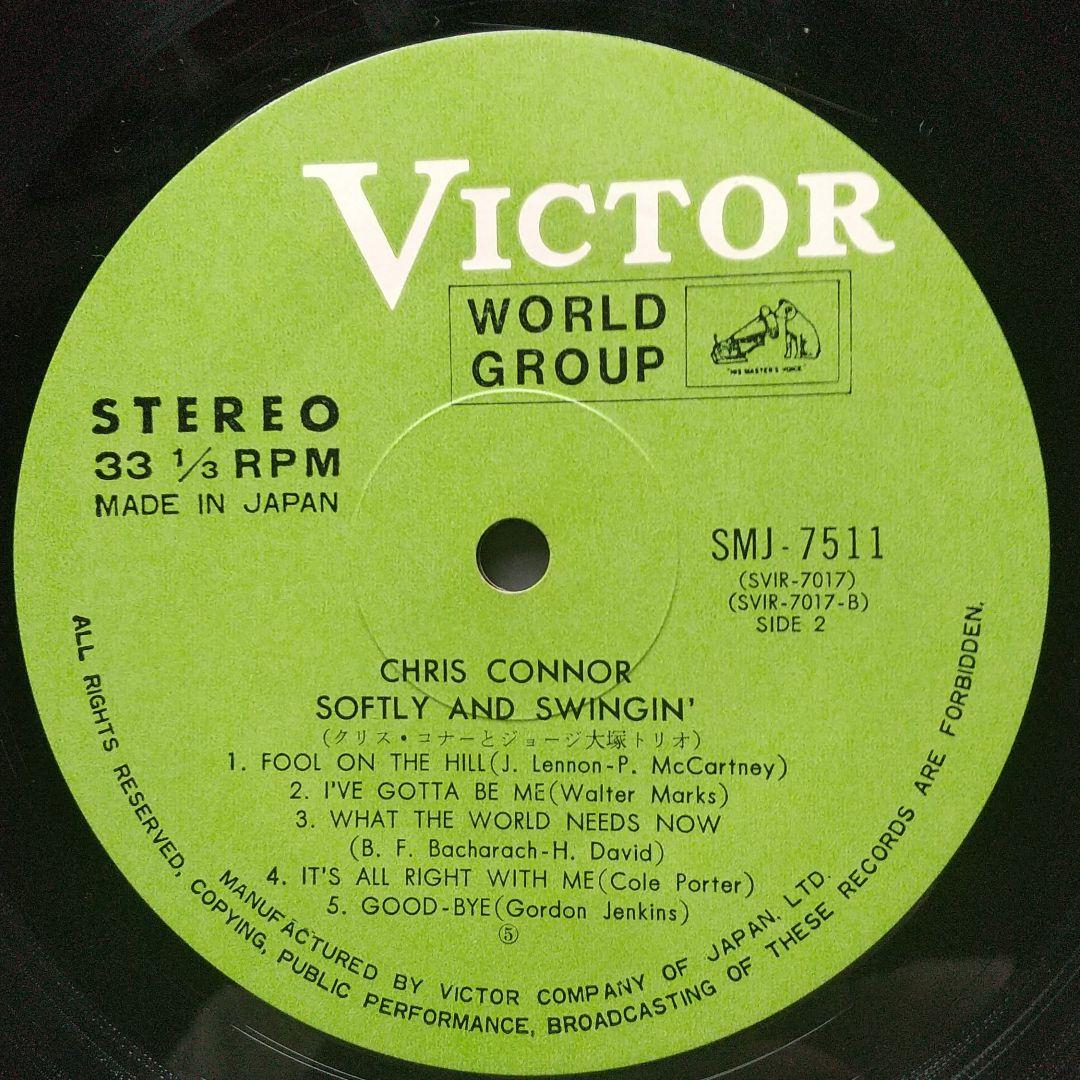 VICTOR
WORLD
GROUP
"HIS MASTER'S VOICE"
STEREO
33 1/3 RPM
MADE IN JAPAN
SMJ-7511
(SVIR-7017)
(SVIR-7017-B)
SIDE 2
CHRIS CONNOR
SOFTLY AND SWINGIN'
(クリス・コナーとジョージ大塚トリオ)
1. FOOL ON THE HILL(J. Lennon-P. McCartney)
2. I'VE GOTTA BE ME(Walter Marks)
3. WHAT THE WORLD NEEDS NOW
(B. F. Bacharach-H. David)
4. IT'S ALL RIGHT WITH ME(Cole Porter)
5. GOOD-BYE(Gordon Jenkins)
⑤
MANUFACTURED BY VICTOR COMPANY OF JAPAN, LTD.
ALL RIGHTS RESERVED, COPYING, PUBLIC PERFORMANCE, BROADCASTING OF THESE RECORDS ARE FORBIDDEN.